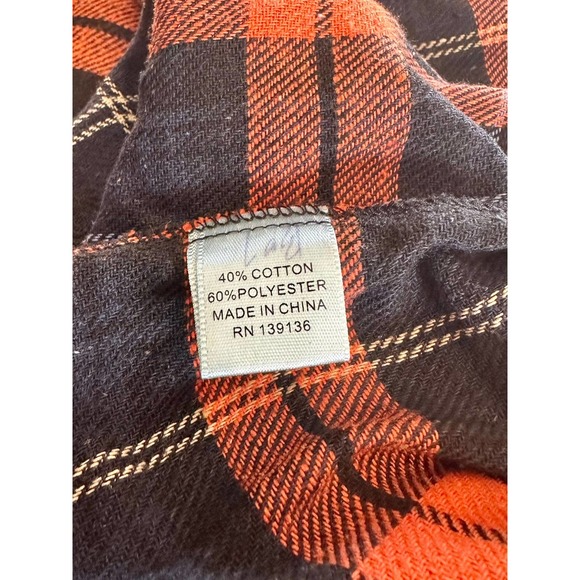 40% COTTON
60%POLYESTER
MADE IN CHINA
RN 139136